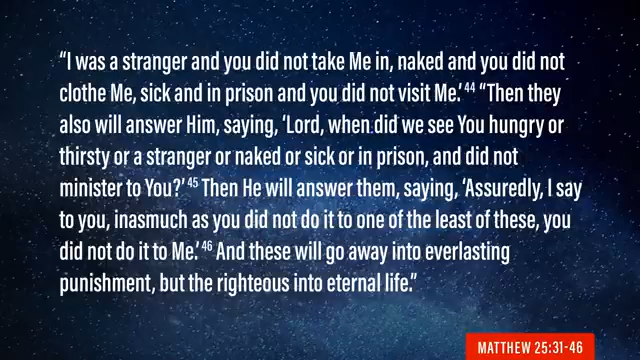 “I was a stranger and you did not take Me in, naked and you did not
clothe Me, sick and in prison and you did not visit Me.’ 44 “Then they
also will answer Him, saying, ‘Lord, when did we see You hungry or
thirsty or a stranger or naked or sick or in prison, and did not
minister to You?’ 45 Then He will answer them, saying, ‘Assuredly, I say
to you, inasmuch as you did not do it to one of the least of these, you
did not do it to Me.’ 46 And these will go away into everlasting
punishment, but the righteous into eternal life.”
MATTHEW 25:31-46